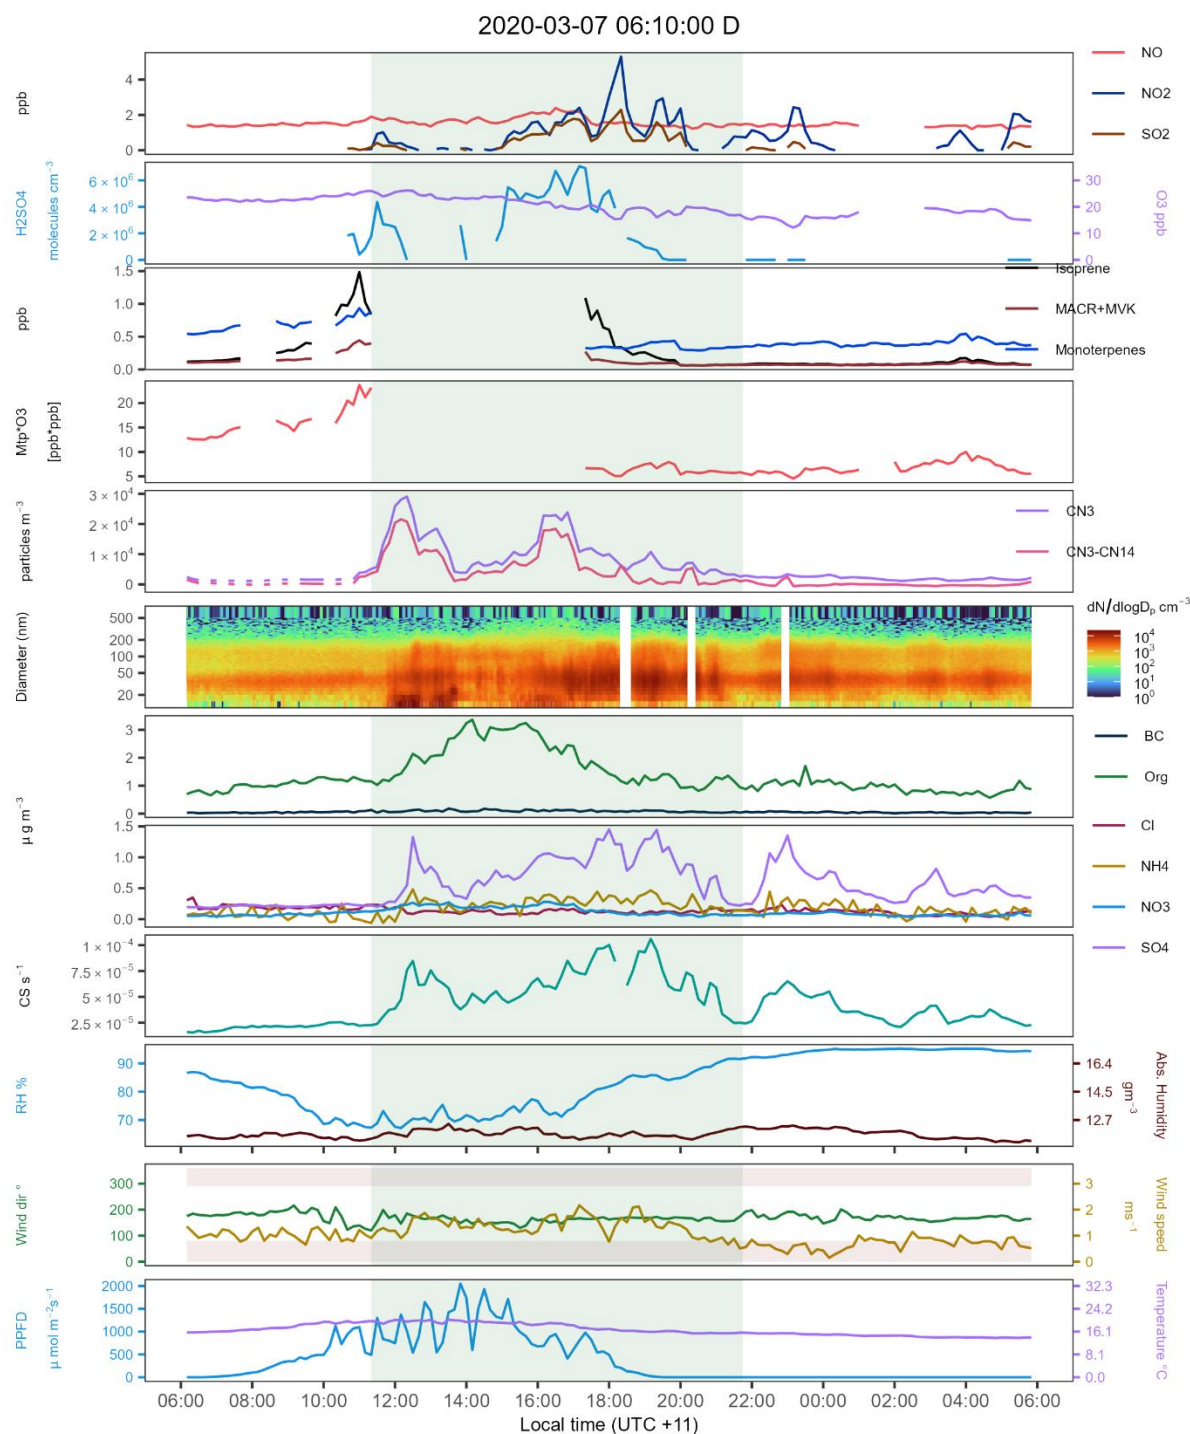 2020-03-07 06:10:00 D
ppb
4
2
0
NO
NO2
SO2
H2SO4
molecules cm⁻³
6 × 10⁶
4 × 10⁶
2 × 10⁶
0
30
20
10
0
O3 ppb
ppb
1.5
1.0
0.5
0.0
Isoprene
MACR+MVK
Monoterpenes
Mtp*O3
[ppb*ppb]
20
15
10
5
particles m⁻³
3 × 10⁴
2 × 10⁴
1 × 10⁴
0
CN3
CN3-CN14
Diameter (nm)
500
200
100
50
20
dN/dlogDₚ cm⁻³
10⁴
10³
10²
10¹
10⁰
μ g m⁻³
3
2
1
0
BC
Org
1.5
1.0
0.5
0.0
Cl
NH4
NO3
SO4
CS s⁻¹
1 × 10⁻⁴
7.5 × 10⁻⁵
5 × 10⁻⁵
2.5 × 10⁻⁵
RH %
90
80
70
16.4
14.5
12.7
Abs. Humidity
gm⁻³
Wind dir °
300
200
100
0
3
2
1
0
Wind speed
ms⁻¹
PPFD
μ mol m⁻²s⁻¹
2000
1500
1000
500
0
32.3
24.2
16.1
8.1
0.0
Temperature °C
06:00 08:00 10:00 12:00 14:00 16:00 18:00 20:00 22:00 00:00 02:00 04:00 06:00
Local time (UTC +11)